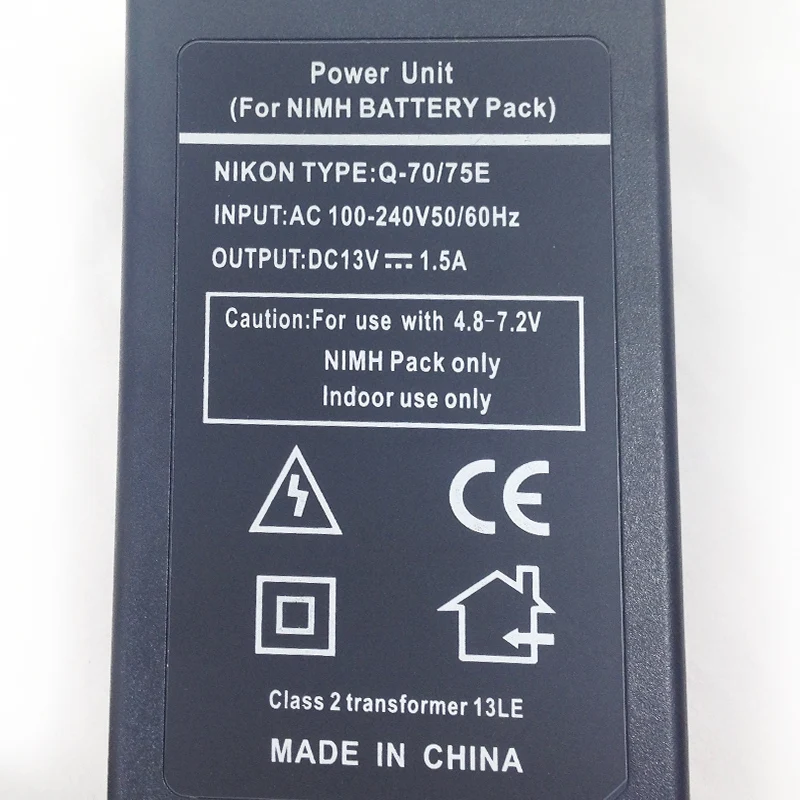 Power Unit
(For NIMH BATTERY Pack)
NIKON TYPE:Q-70/75E
INPUT:AC 100-240V50/60Hz
OUTPUT:DC13V⎓1.5A
Caution:For use with 4.8-7.2V
NIMH Pack only
Indoor use only
CE
Class 2 transformer 13LE
MADE IN CHINA